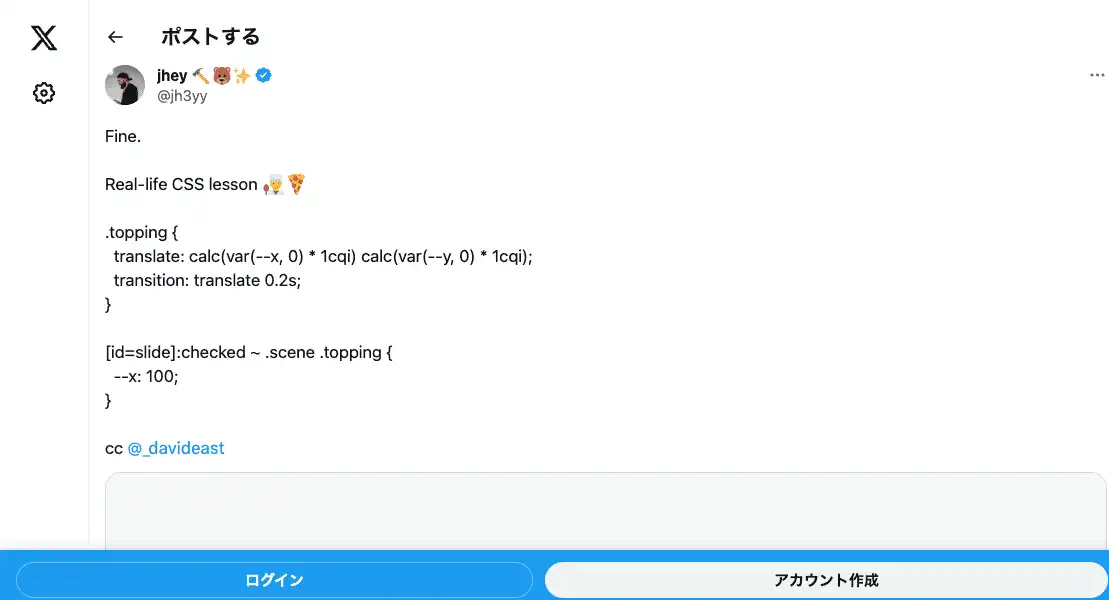 ポストする
jhey 🔨🐻✨
@jh3yy
Fine.
Real-life CSS lesson 👨‍🍳🍕
.topping {
translate: calc(var(--x, 0) * 1cqi) calc(var(--y, 0) * 1cqi);
transition: translate 0.2s;
}
[id=slide]:checked ~ .scene .topping {
--x: 100;
}
cc @_davideast
ログイン
アカウント作成